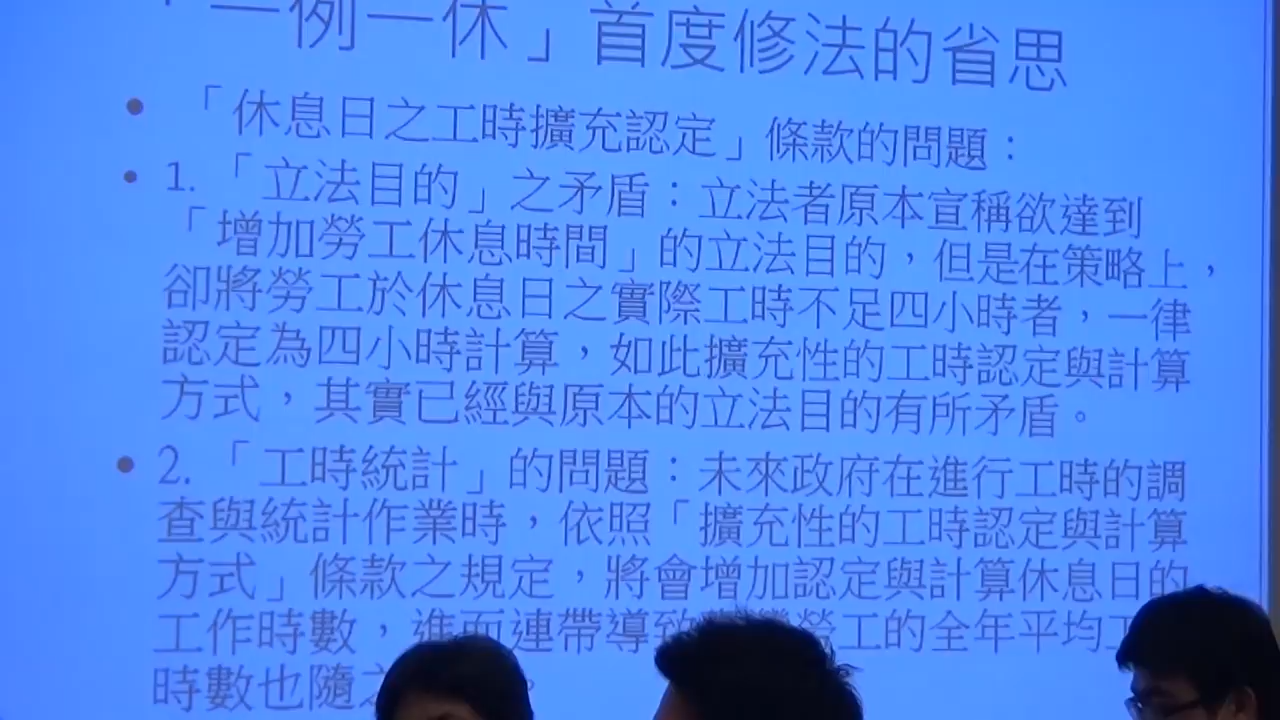 「一例一休」首度修法的省思
• 「休息日之工時擴充認定」條款的問題：
• 1. 「立法目的」之矛盾：立法者原本宣稱欲達到
「增加勞工休息時間」的立法目的，但是在策略上，
卻將勞工於休息日之實際工時不足四小時者，一律
認定為四小時計算，如此擴充性的工時認定與計算
方式，其實已經與原本的立法目的有所矛盾。
• 2. 「工時統計」的問題：未來政府在進行工時的調
查與統計作業時，依照「擴充性的工時認定與計算
方式」條款之規定，將會增加認定與計算休息日的
工作時數，進而連帶導致 勞工的全年平均工
時數也隨之 。